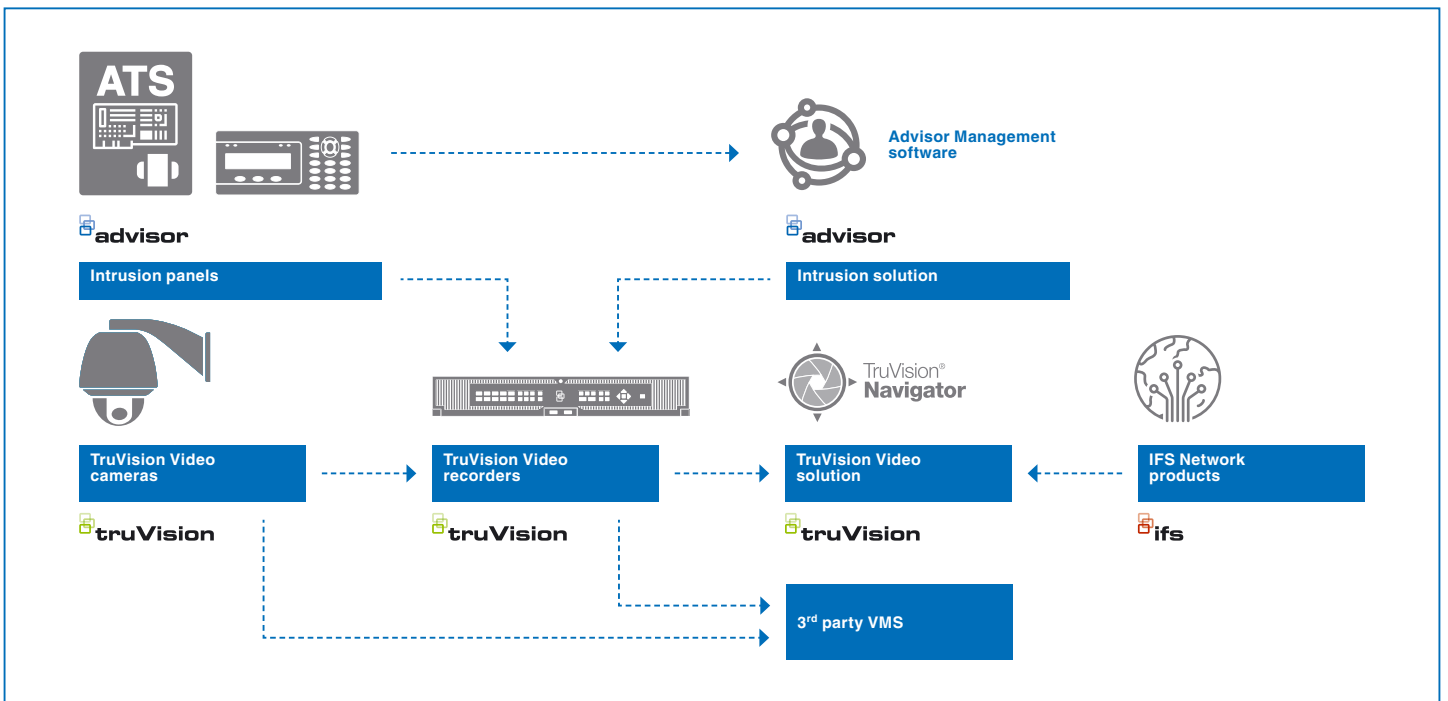 ATS
Advisor Management
software
advisor
advisor
Intrusion panels
Intrusion solution
TruVision®
Navigator
TruVision Video
cameras
TruVision Video
recorders
TruVision Video
solution
IFS Network
products
truVision
truVision
truVision
ifs
3rd party VMS